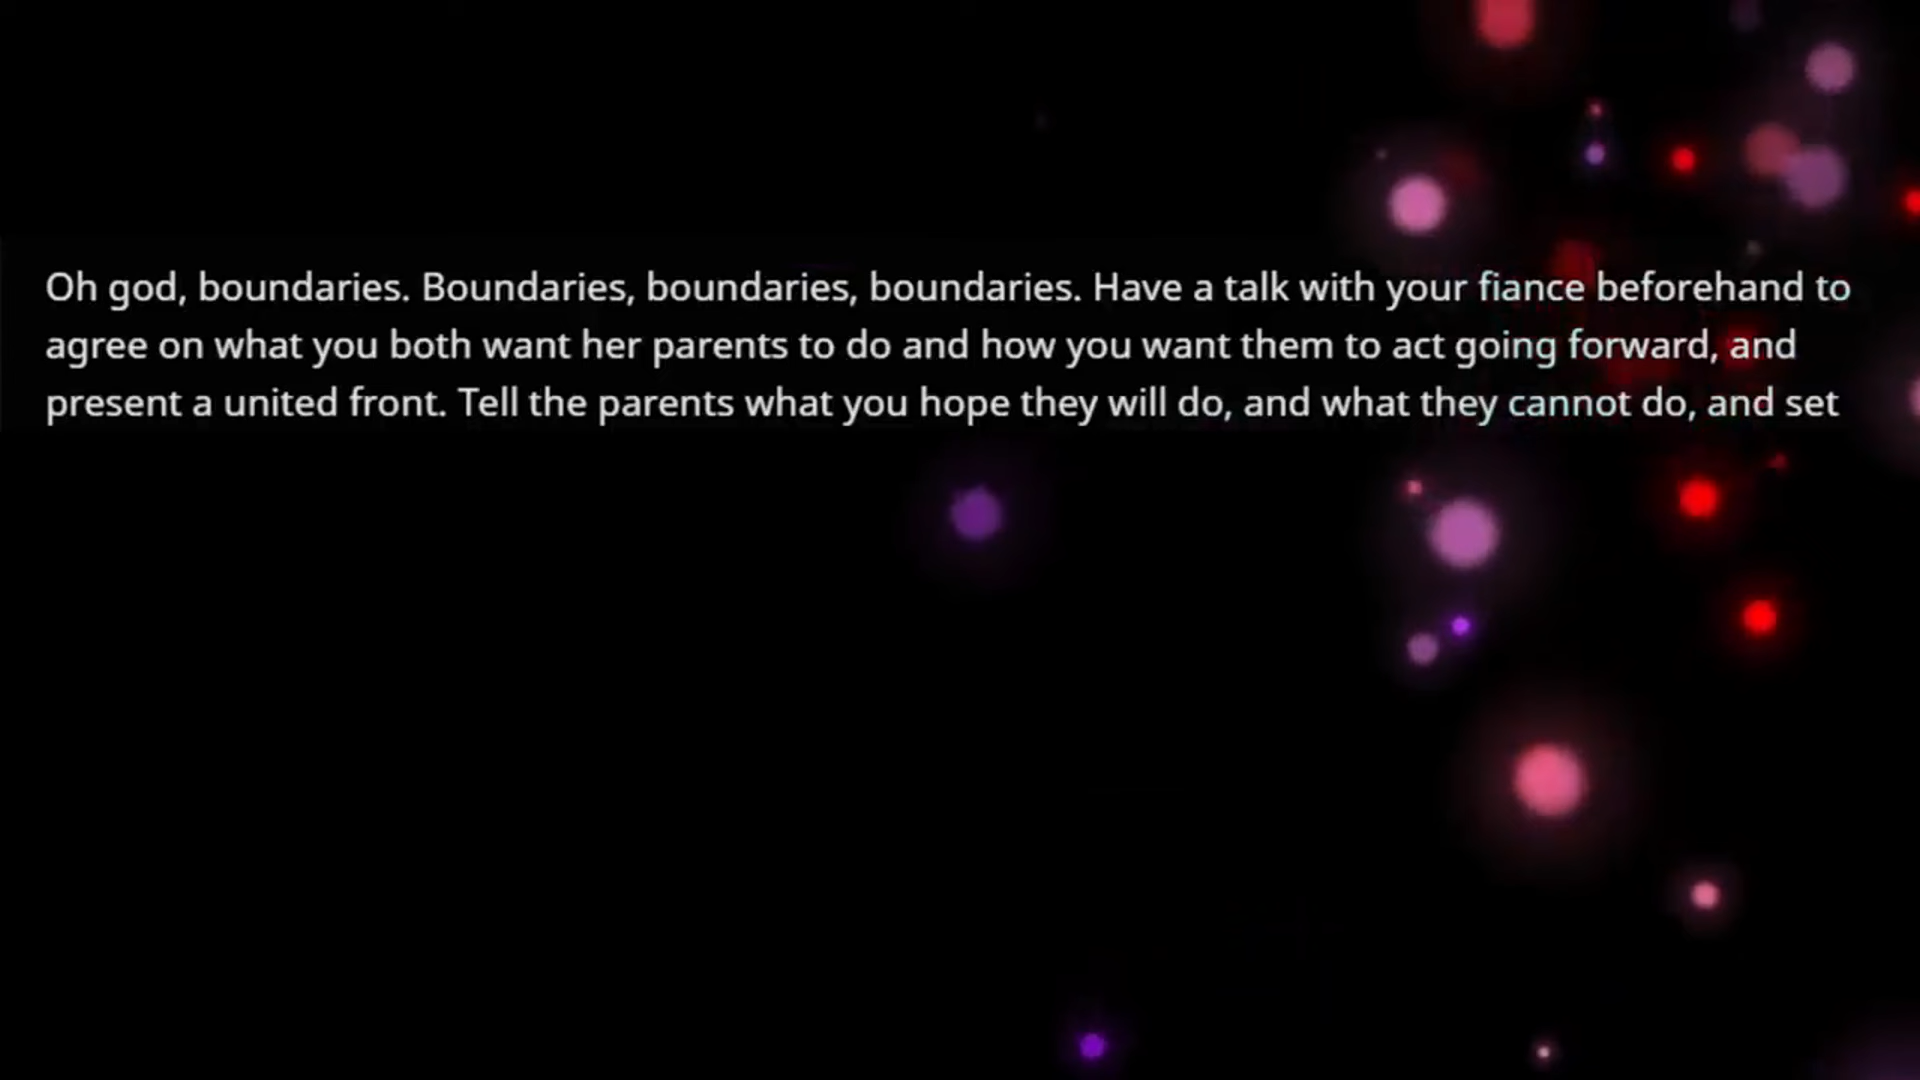 Oh god, boundaries. Boundaries, boundaries, boundaries. Have a talk with your fiance beforehand to
agree on what you both want her parents to do and how you want them to act going forward, and
present a united front. Tell the parents what you hope they will do, and what they cannot do, and set